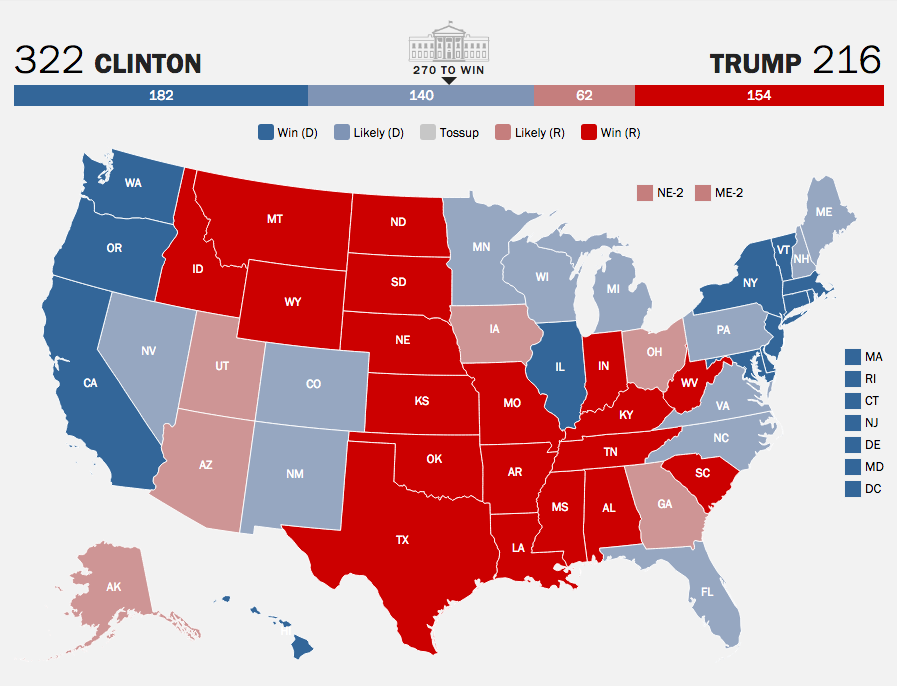 322 CLINTON
270 TO WIN
TRUMP 216
182
140
62
154
Win (D)
Likely (D)
Tossup
Likely (R)
Win (R)
NE-2
ME-2
WA
OR
CA
NV
ID
MT
WY
UT
AZ
CO
NM
ND
SD
NE
KS
OK
TX
MN
IA
MO
AR
LA
WI
IL
MI
IN
OH
KY
TN
MS
AL
GA
FL
SC
NC
VA
WV
PA
NY
VT
NH
ME
MA
RI
CT
NJ
DE
MD
DC
AK